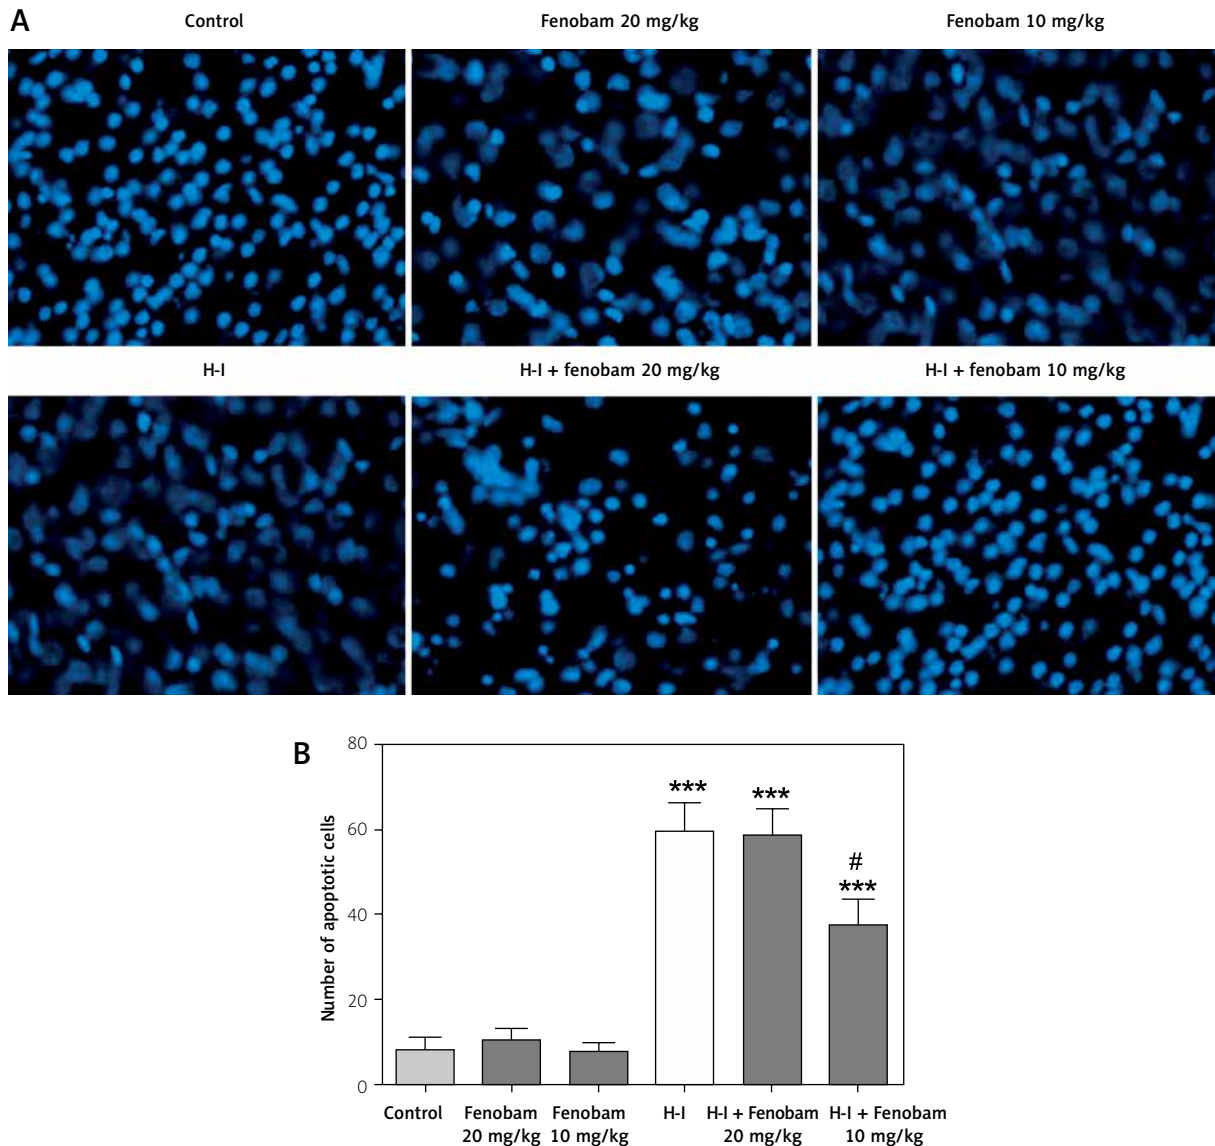 A
Control
Fenobam 20 mg/kg
Fenobam 10 mg/kg
H-I
H-I + fenobam 20 mg/kg
H-I + fenobam 10 mg/kg
B
Number of apoptotic cells
80
60
40
20
0
***
***
#
***
Control
Fenobam
20 mg/kg
Fenobam
10 mg/kg
H-I
H-I + Fenobam
20 mg/kg
H-I + Fenobam
10 mg/kg